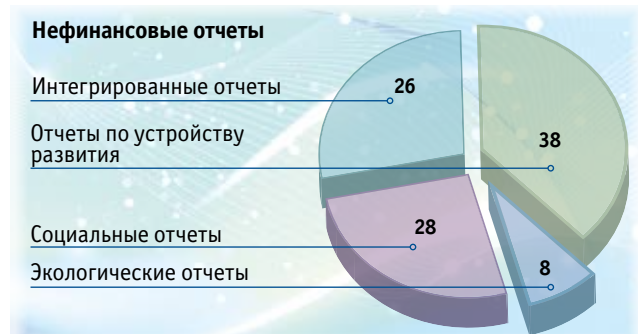 Нефинансовые отчеты
Интегрированные отчеты
26
Отчеты по устройству
развития
38
Социальные отчеты
28
Экологические отчеты
8